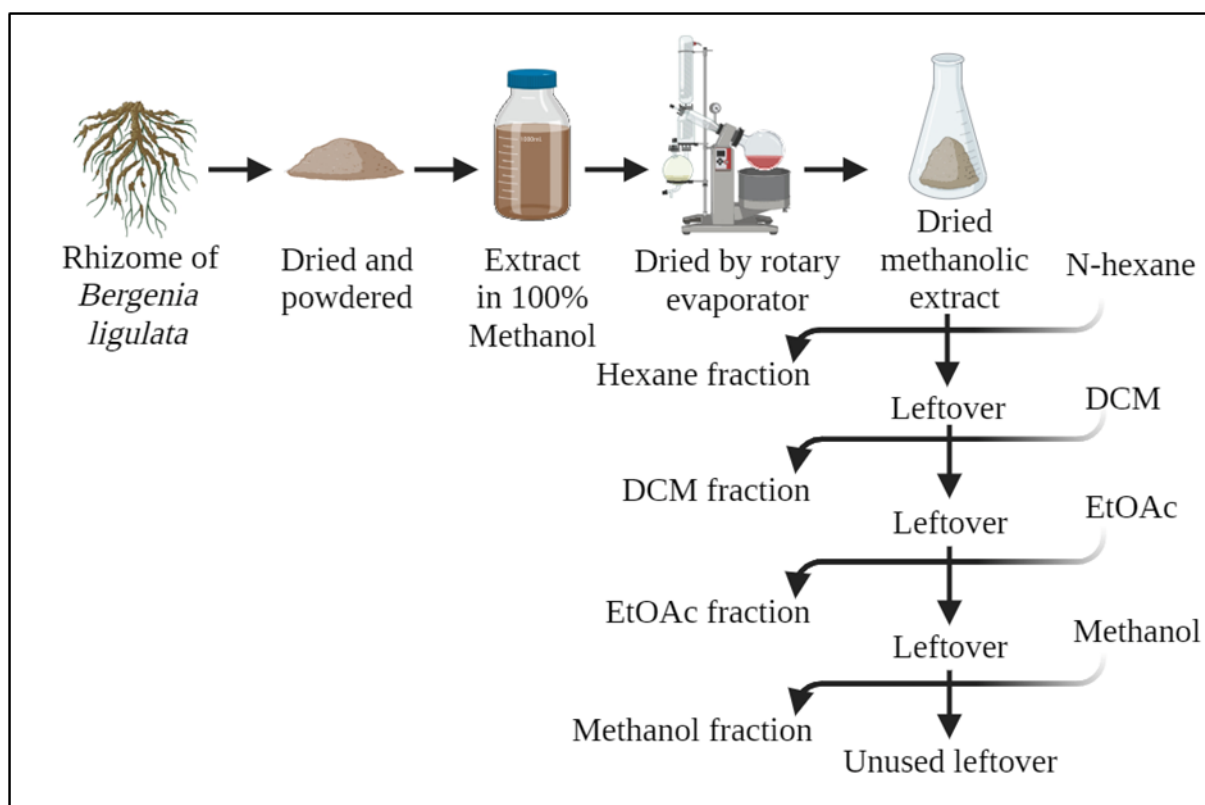 Rhizome of
Bergenia
ligulata
Dried and
powdered
Extract
in 100%
Methanol
1000mL
Dried by rotary
evaporator
Dried
methanolic
extract
N-hexane
Hexane fraction
Leftover
DCM
DCM fraction
Leftover
EtOAc
EtOAc fraction
Leftover
Methanol
Methanol fraction
Unused leftover